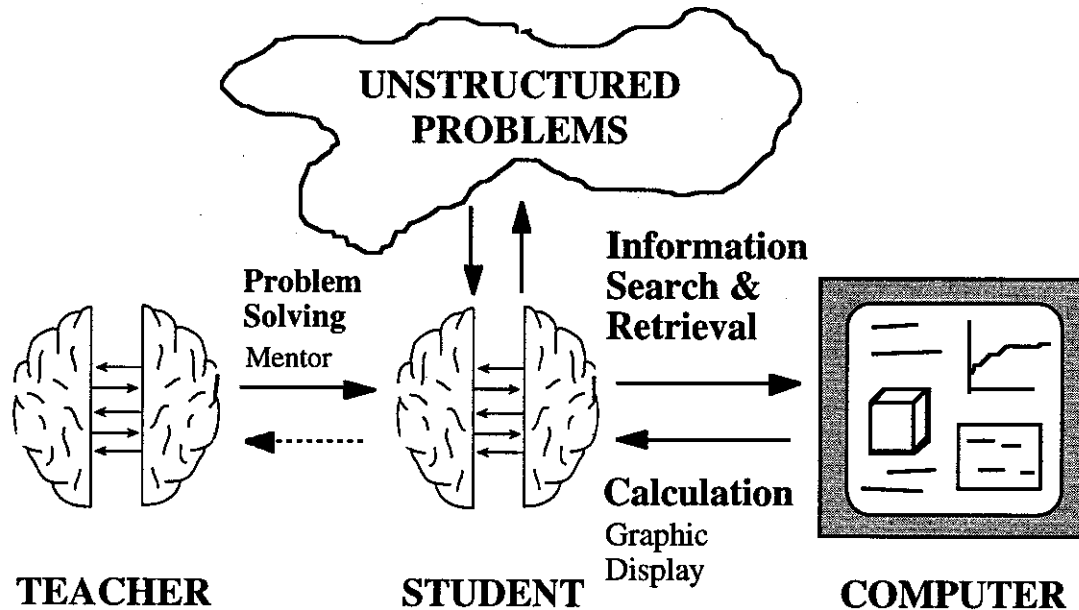 UNSTRUCTURED
PROBLEMS
Problem
Solving
Mentor
Information
Search &
Retrieval
Calculation
Graphic
Display
TEACHER
STUDENT
COMPUTER